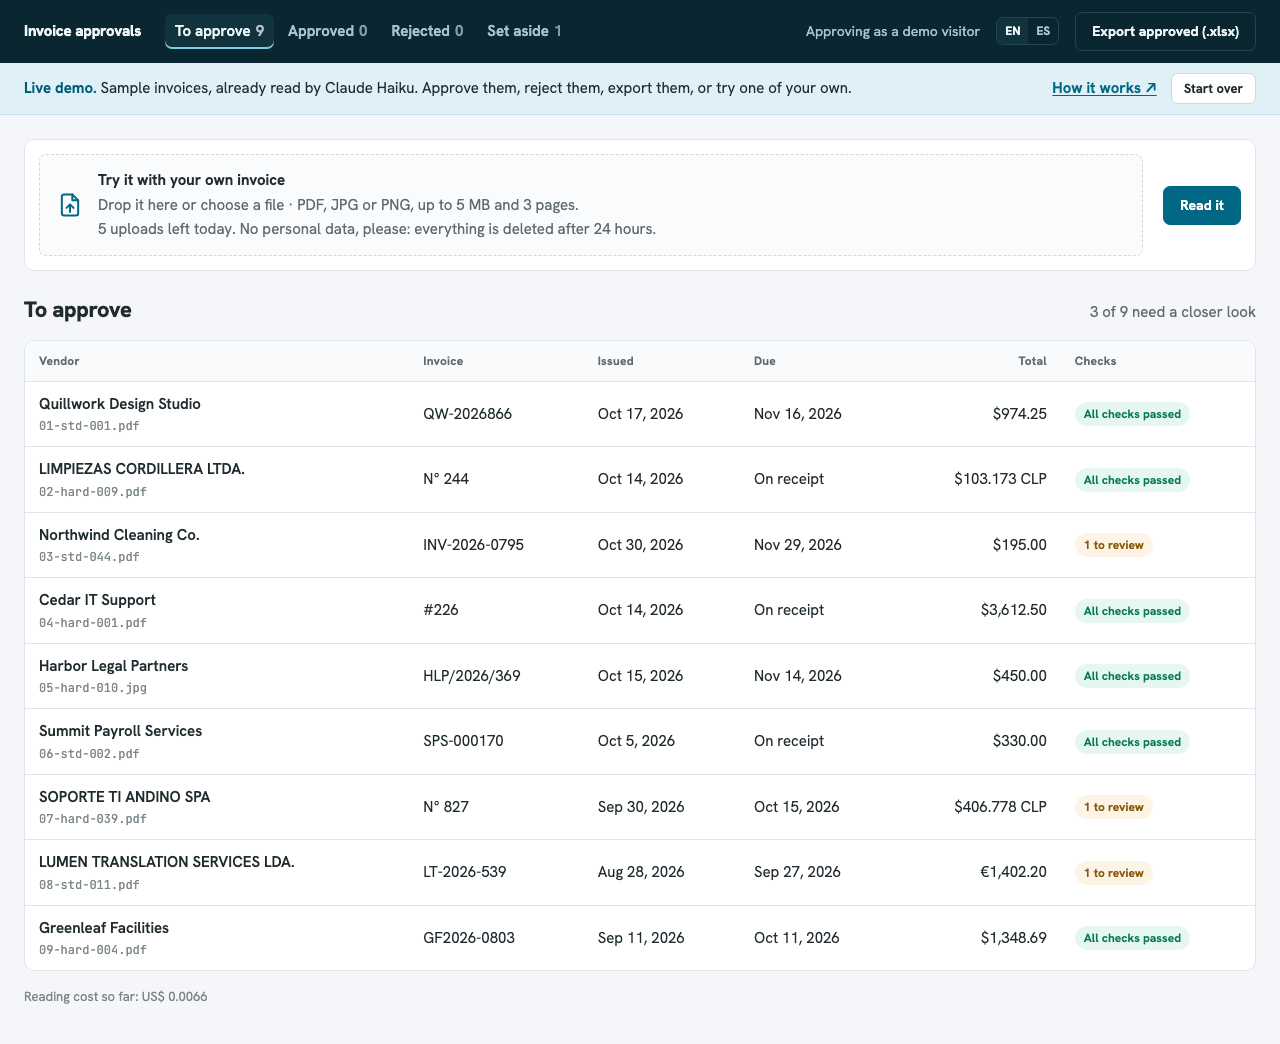 Invoice approvals
To approve 9
Approved 0
Rejected 0
Set aside 1
Approving as a demo visitor
EN ES
Export approved (.xlsx)
Live demo. Sample invoices, already read by Claude Haiku. Approve them, reject them, export them, or try one of your own.
How it works ↗
Start over
Try it with your own invoice
Drop it here or choose a file · PDF, JPG or PNG, up to 5 MB and 3 pages.
5 uploads left today. No personal data, please: everything is deleted after 24 hours.
Read it
To approve
3 of 9 need a closer look
Vendor Invoice Issued Due Total Checks
Quillwork Design Studio
01-std-001.pdf
QW-2026866 Oct 17, 2026 Nov 16, 2026 $974.25 All checks passed
LIMPIEZAS CORDILLERA LTDA.
02-hard-009.pdf
N° 244 Oct 14, 2026 On receipt $103.173 CLP All checks passed
Northwind Cleaning Co.
03-std-044.pdf
INV-2026-0795 Oct 30, 2026 Nov 29, 2026 $195.00 1 to review
Cedar IT Support
04-hard-001.pdf
#226 Oct 14, 2026 On receipt $3,612.50 All checks passed
Harbor Legal Partners
05-hard-010.jpg
HLP/2026/369 Oct 15, 2026 Nov 14, 2026 $450.00 All checks passed
Summit Payroll Services
06-std-002.pdf
SPS-000170 Oct 5, 2026 On receipt $330.00 All checks passed
SOPORTE TI ANDINO SPA
07-hard-039.pdf
N° 827 Sep 30, 2026 Oct 15, 2026 $406.778 CLP 1 to review
LUMEN TRANSLATION SERVICES LDA.
08-std-011.pdf
LT-2026-539 Aug 28, 2026 Sep 27, 2026 €1,402.20 1 to review
Greenleaf Facilities
09-hard-004.pdf
GF2026-0803 Sep 11, 2026 Oct 11, 2026 $1,348.69 All checks passed
Reading cost so far: US$ 0.0066